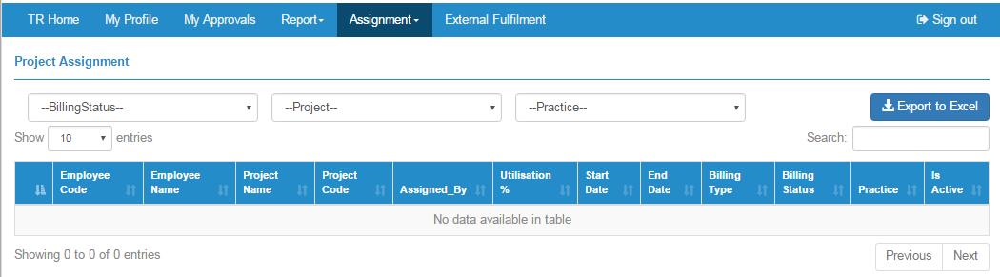 TR Home My Profile My Approvals Report Assignment External Fulfilment Sign out
Project Assignment
--BillingStatus-- --Project-- --Practice-- Export to Excel
Show 10 entries Search:
Employee Code Employee Name Project Name Project Code Assigned_By Utilisation % Start Date End Date Billing Type Billing Status Practice Is Active
No data available in table
Showing 0 to 0 of 0 entries Previous Next